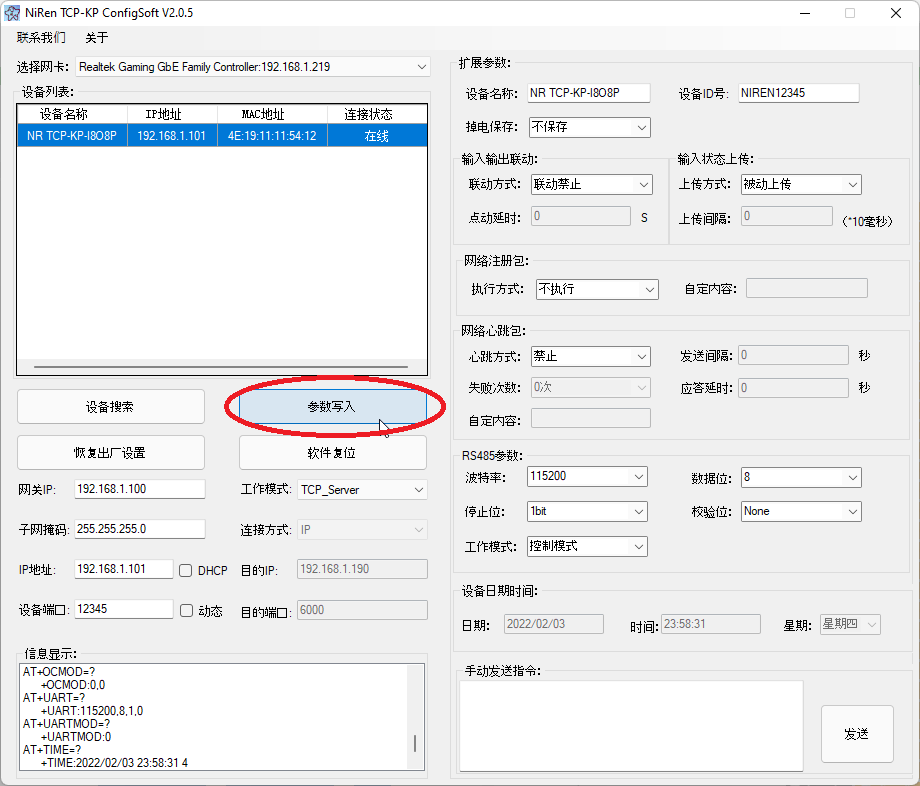 NiRen TCP-KP ConfigSoft V2.0.5
联系我们 关于
选择网卡: Realtek Gaming GbE Family Controller:192.168.1.219
设备列表:
设备名称 IP地址 MAC地址 连接状态
NR TCP-KP-I8O8P 192.168.1.101 4E:19:11:11:54:12 在线
设备搜索 参数写入
恢复出厂设置 软件复位
网关IP: 192.168.1.100 工作模式: TCP_Server
子网掩码: 255.255.255.0 连接方式: IP
IP地址: 192.168.1.101 DHCP 目的IP: 192.168.1.190
设备端口: 12345 动态 目的端口: 6000
信息显示:
AT+OCMOD=?
+OCMOD:0,0
AT+UART=?
+UART:115200,8,1,0
AT+UARTMOD=?
+UARTMOD:0
AT+TIME=?
+TIME:2022/02/03 23:58:31 4
扩展参数:
设备名称: NR TCP-KP-I8O8P 设备ID号: NIREN12345
掉电保存: 不保存
输入输出联动: 输入状态上传:
联动方式: 联动禁止 上传方式: 被动上传
点动延时: 0 S 上传间隔: 0 (*10毫秒)
网络注册包:
执行方式: 不执行 自定内容:
网络心跳包:
心跳方式: 禁止 发送间隔: 0 秒
失败次数: 0次 应答延时: 0 秒
自定内容:
RS485参数:
波特率: 115200 数据位: 8
停止位: 1bit 校验位: None
工作模式: 控制模式
设备日期时间:
日期: 2022/02/03 时间: 23:58:31 星期: 星期四
手动发送指令:
发送